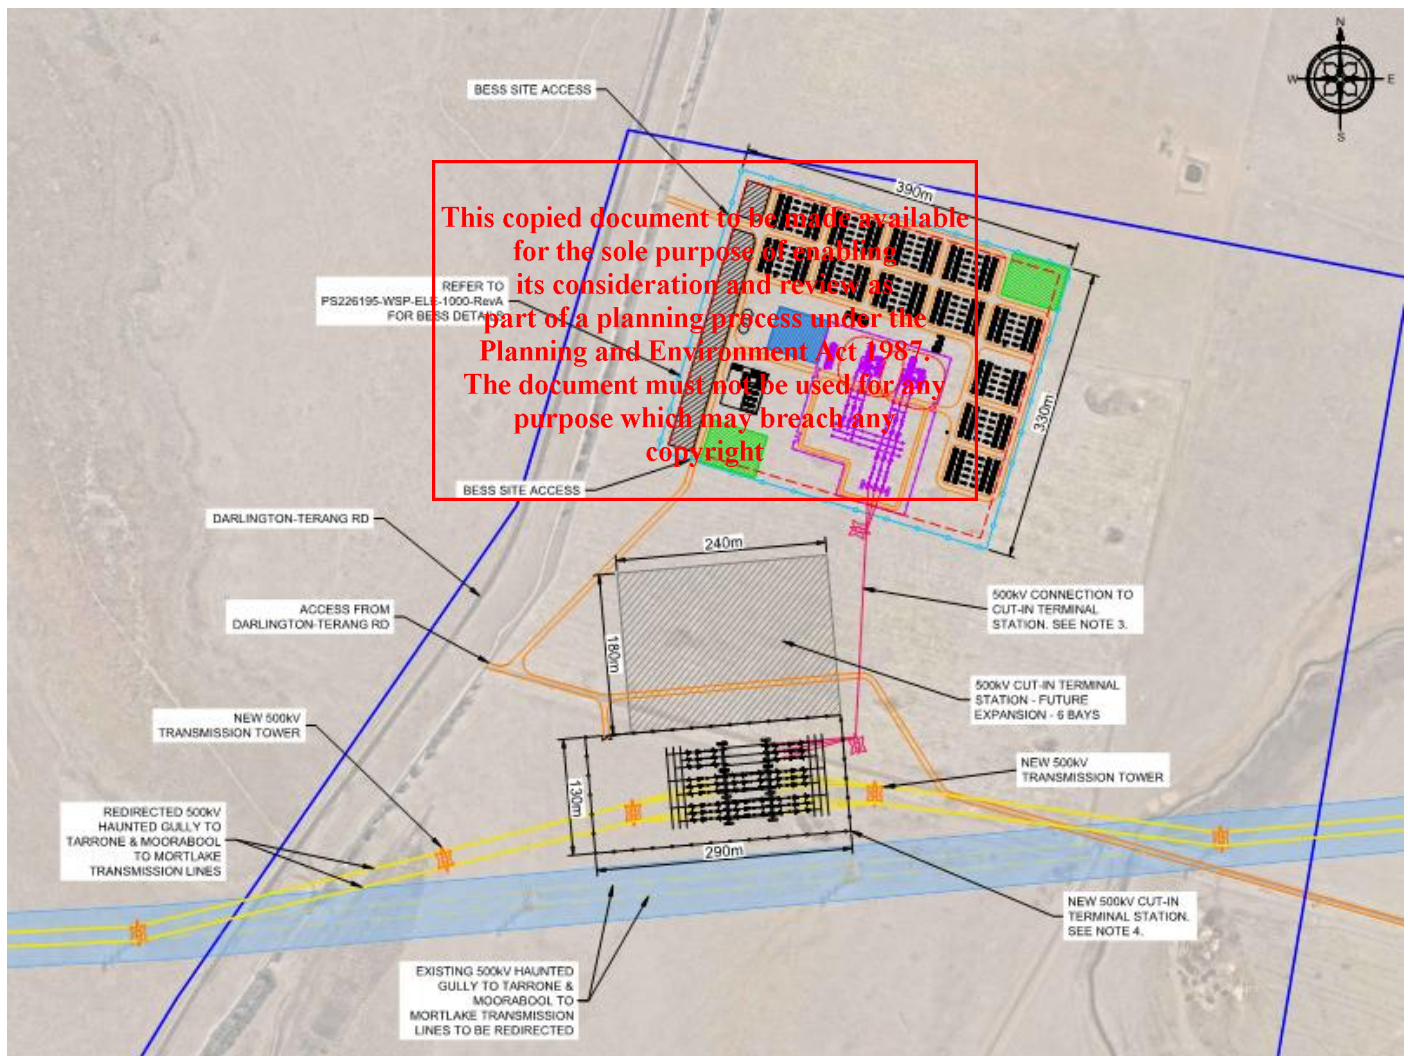 N
W
E
S
BESS SITE ACCESS
390m
This copied document to be made available
for the sole purpose of enabling
its consideration and review as
part of a planning process under the
Planning and Environment Act 1987.
The document must not be used for any
purpose which may breach any
copyright
REFER TO
PS226195-WSP-ELE-1000-RevA
FOR BESS DETAILS
330m
BESS SITE ACCESS
DARLINGTON-TERANG RD
240m
ACCESS FROM
DARLINGTON-TERANG RD
180m
500kV CONNECTION TO
CUT-IN TERMINAL
STATION. SEE NOTE 3.
500kV CUT-IN TERMINAL
STATION - FUTURE
EXPANSION - 6 BAYS
NEW 500kV
TRANSMISSION TOWER
NEW 500kV
TRANSMISSION TOWER
130m
290m
REDIRECTED 500kV
HAUNTED GULLY TO
TARRONE & MOORABOOL
TO MORTLAKE
TRANSMISSION LINES
NEW 500kV CUT-IN
TERMINAL STATION.
SEE NOTE 4.
EXISTING 500kV HAUNTED
GULLY TO TARRONE &
MOORABOOL TO
MORTLAKE TRANSMISSION
LINES TO BE REDIRECTED